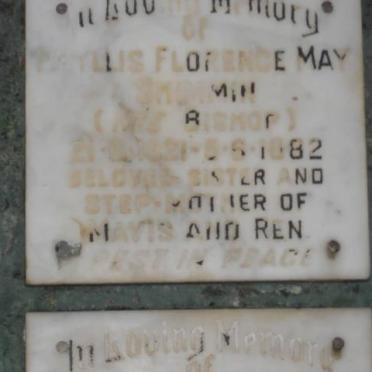 In Loving Memory
of
PHYLLIS FLORENCE MAY
(NEE BISHOP)
BELOVED SISTER AND
STEP-MOTHER OF
MAVIS AND REN
REST IN PEACE
In Loving Memory
of